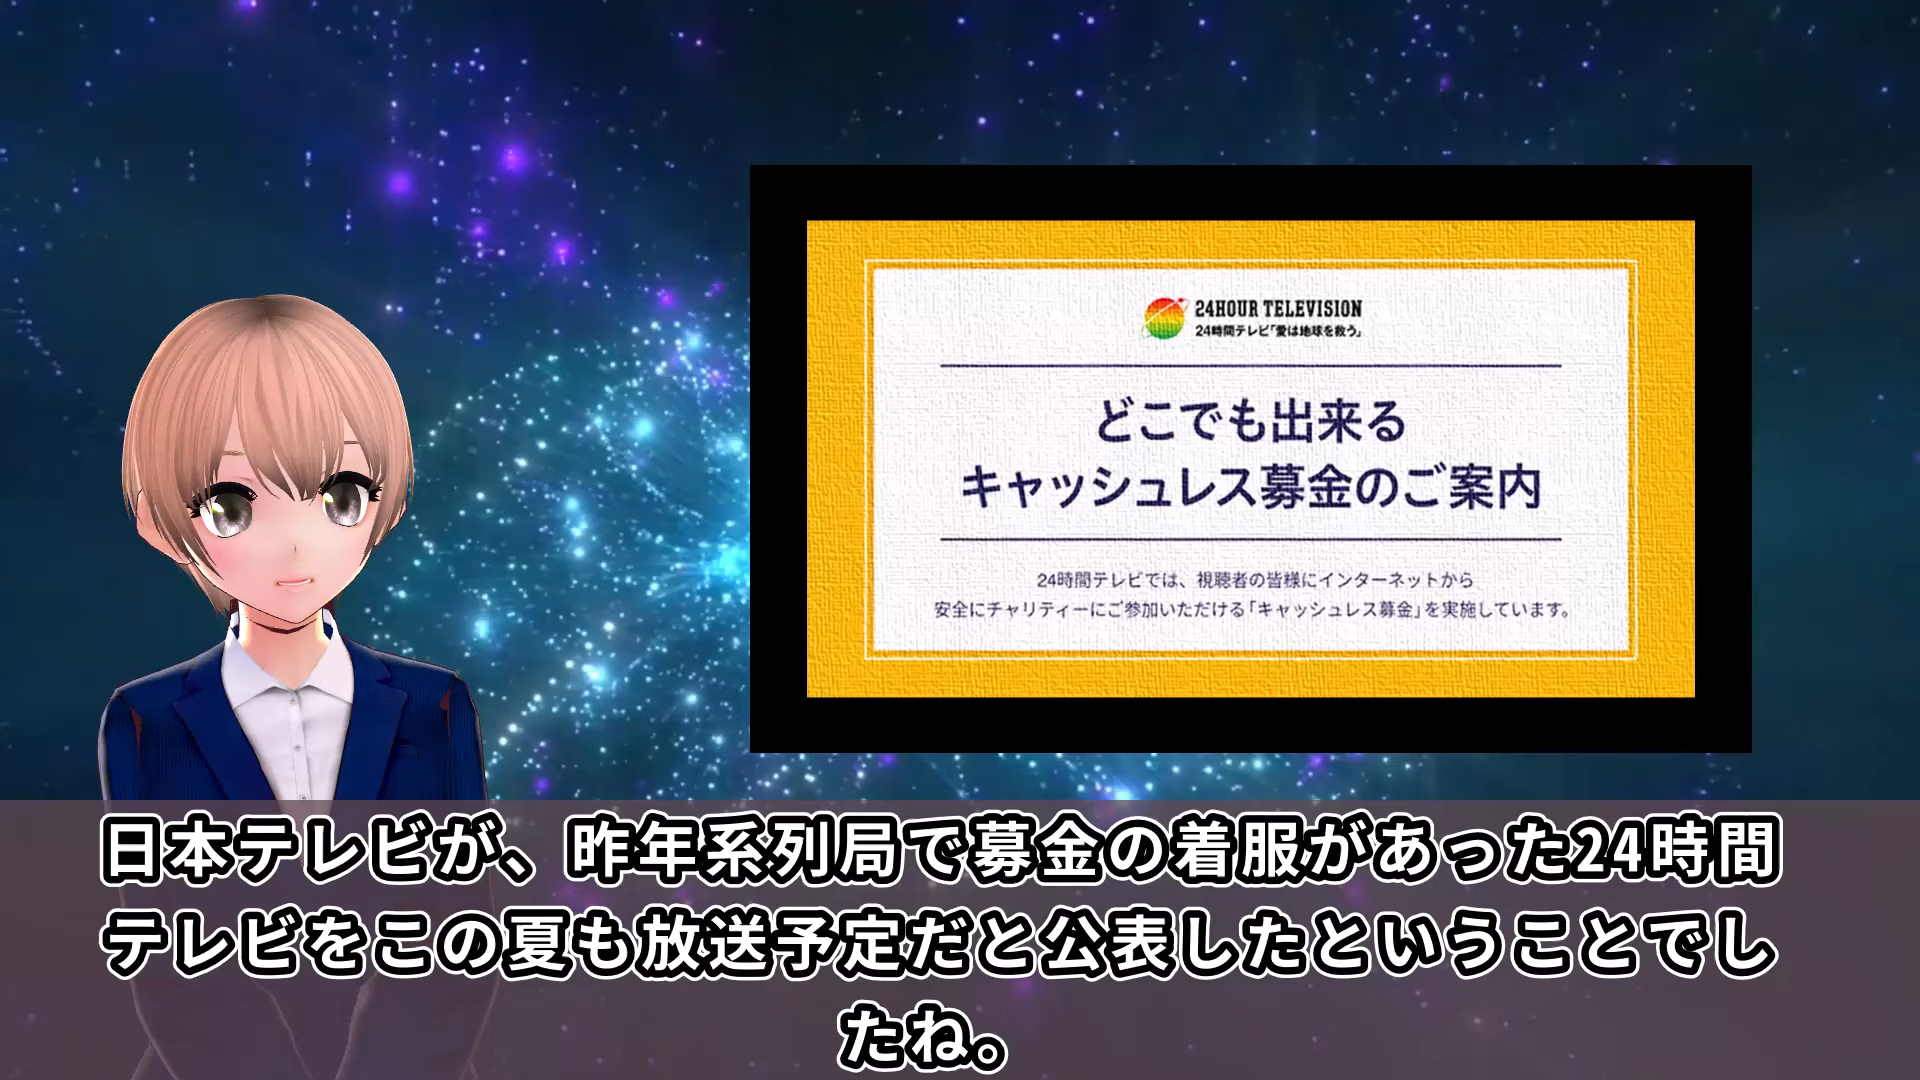 24HOUR TELEVISION
24時間テレビ「愛は地球を救う」
どこでも出来る
キャッシュレス募金のご案内
24時間テレビでは、視聴者の皆様にインターネットから
安全にチャリティーにご参加いただける「キャッシュレス募金」を実施しています。
日本テレビが、昨年系列局で募金の着服があった24時間
テレビをこの夏も放送予定だと公表したということでし
たね。